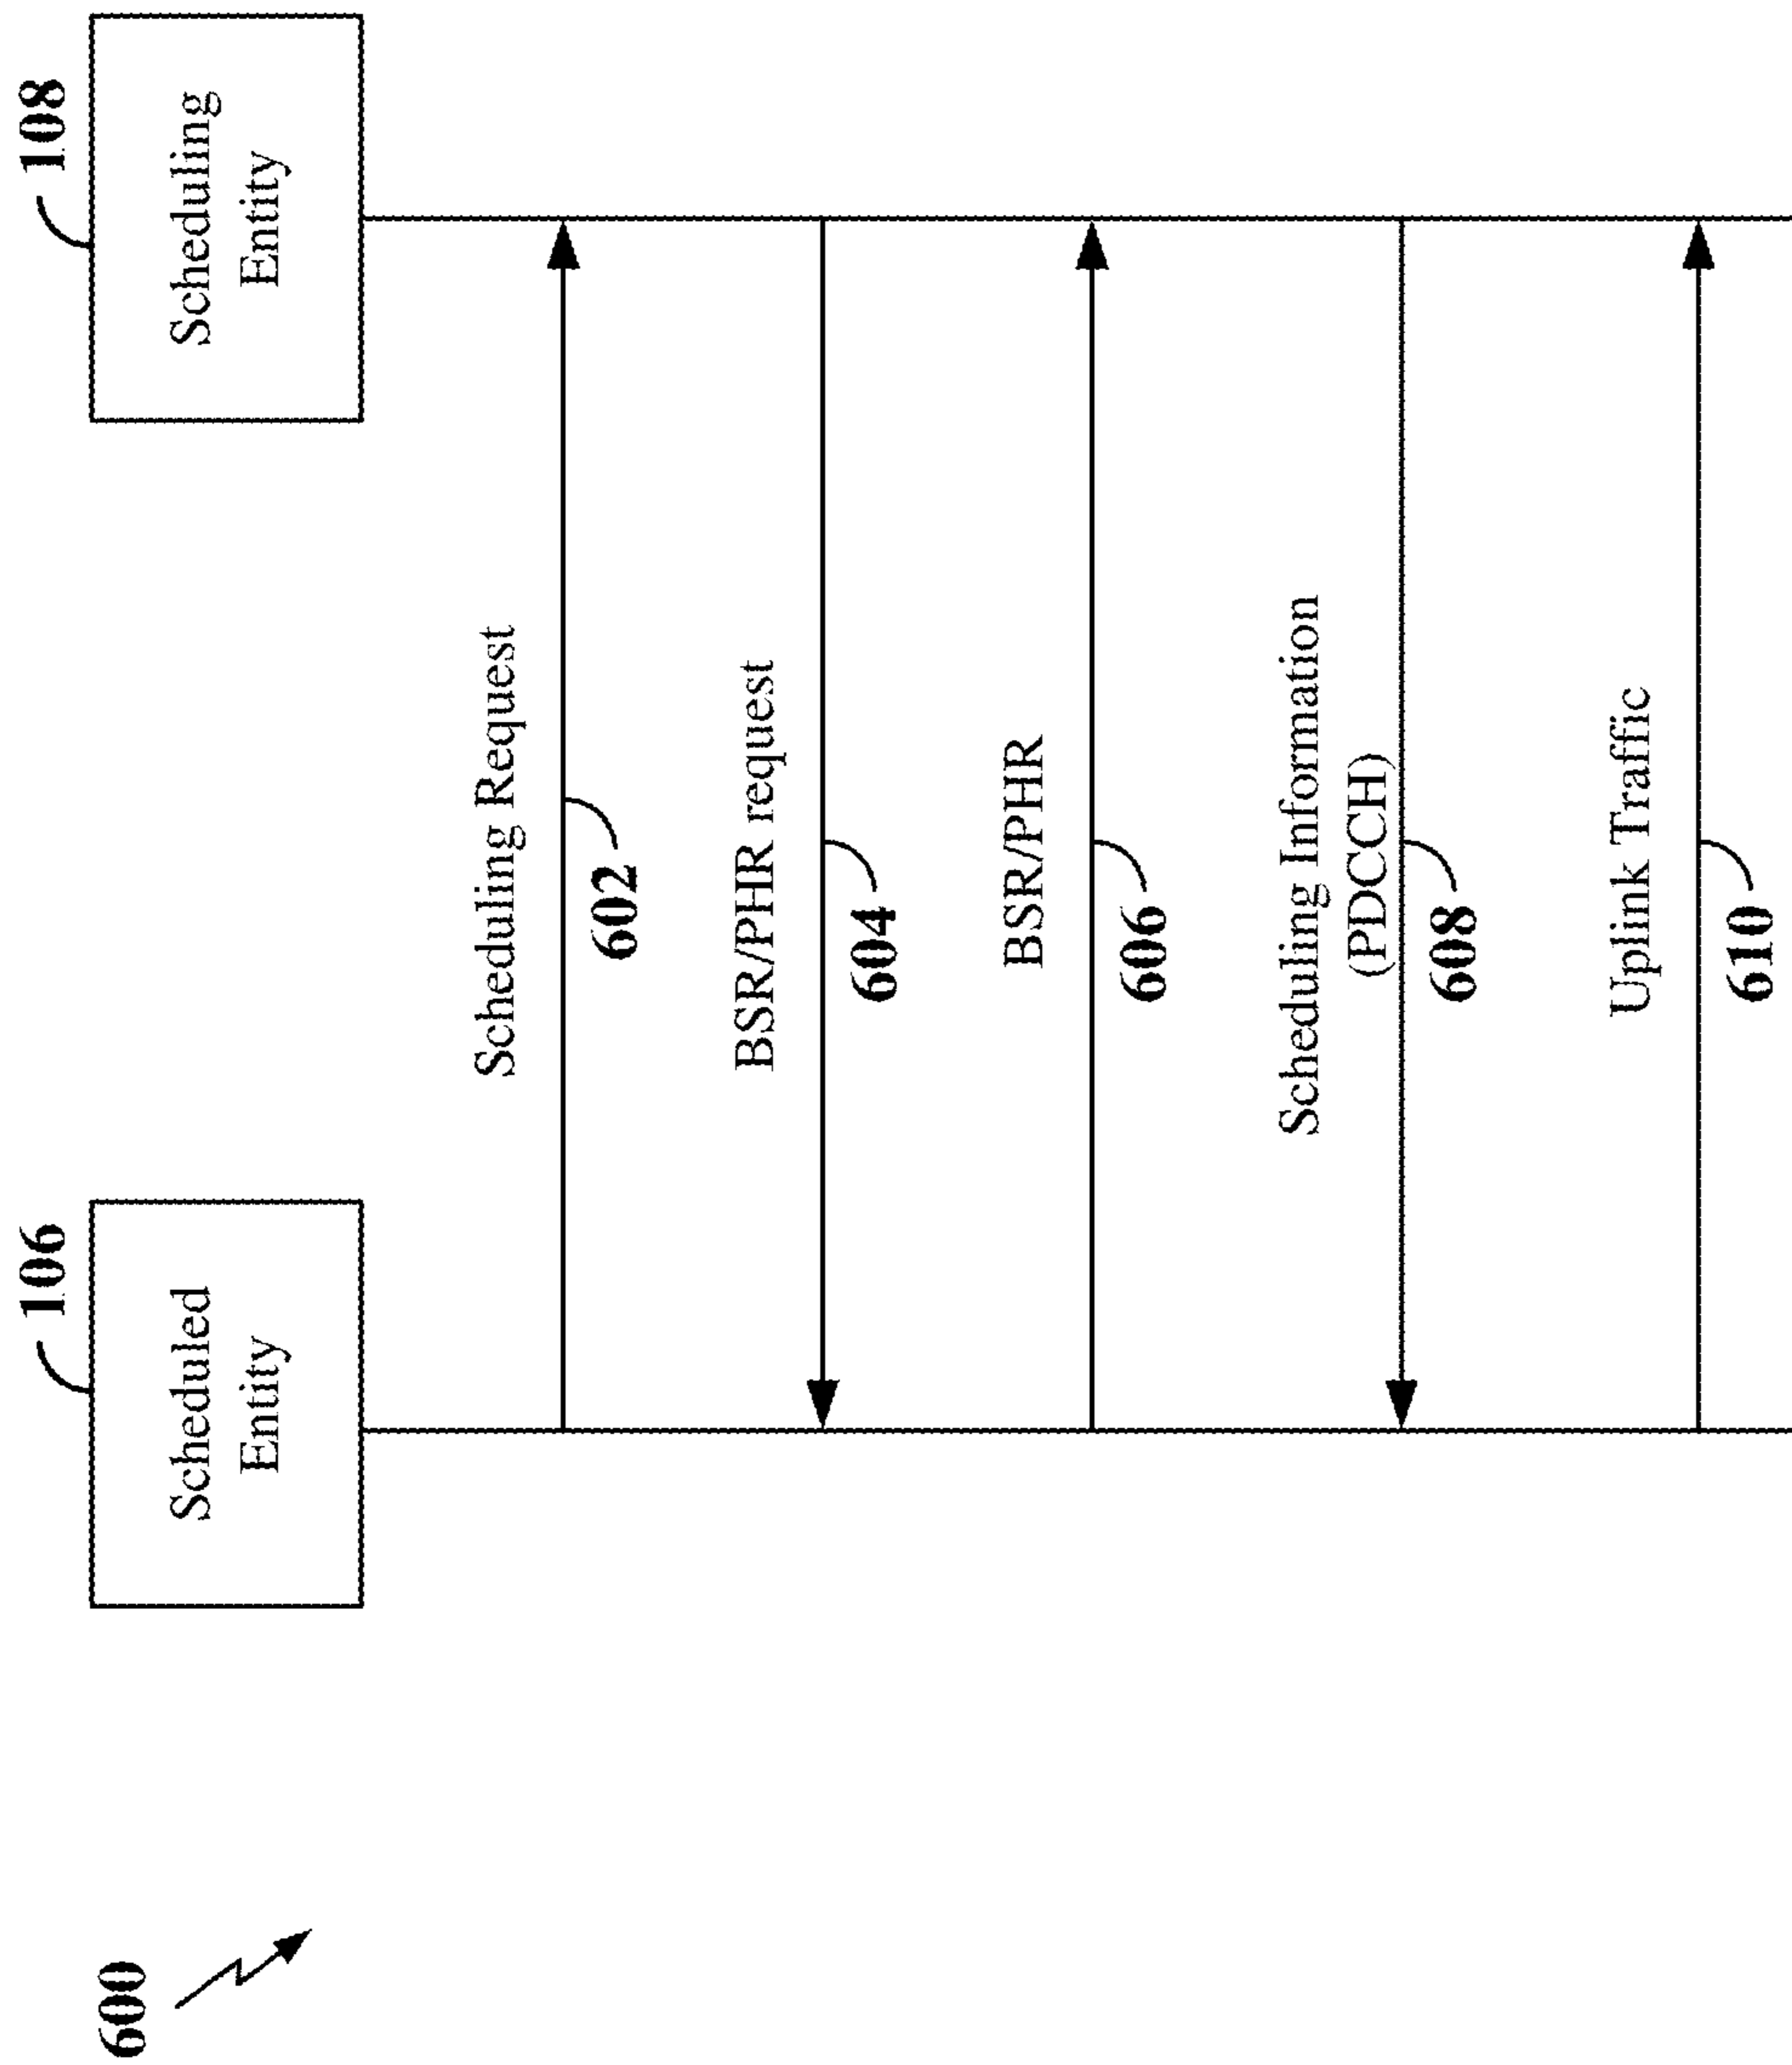 600
106
Scheduled
Entity
108
Scheduling
Entity
Scheduling Request
602
BSR/PHR request
604
BSR/PHR
606
Scheduling Information
(PDCCH)
608
Uplink Traffic
610